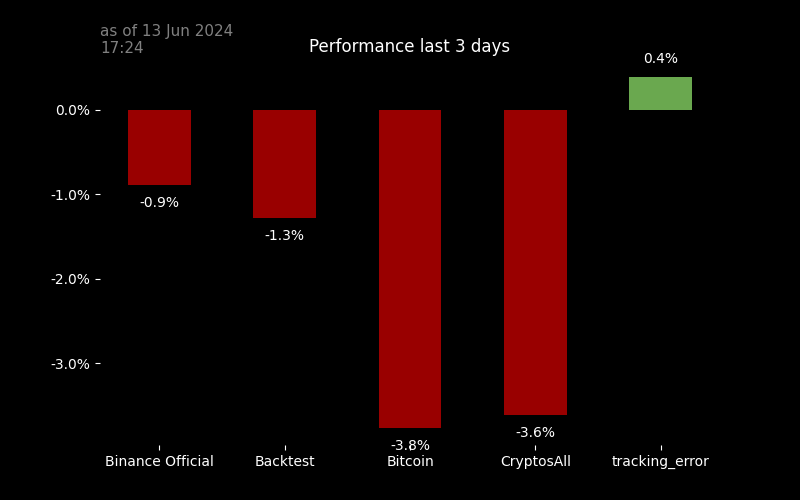 as of 13 Jun 2024
17:24
Performance last 3 days
0.4%
0.0%
-1.0%
-2.0%
-3.0%
-0.9%
-1.3%
-3.8%
-3.6%
Binance Official
Backtest
Bitcoin
CryptosAll
tracking_error